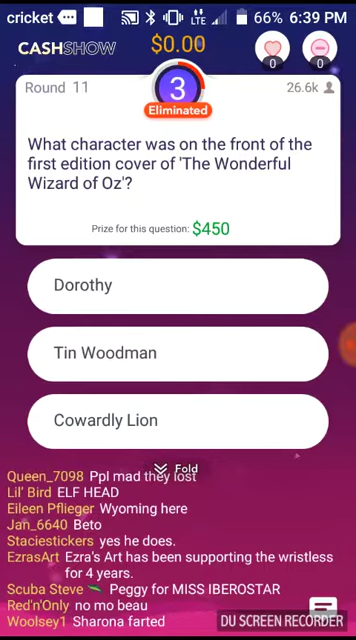 cricket LTE 66% 6:39 PM
CASHSHOW $0.00 0 0
3
Eliminated
Round 11 26.6k
What character was on the front of the
first edition cover of 'The Wonderful
Wizard of Oz'?
Prize for this question: $450
Dorothy
Tin Woodman
Cowardly Lion
Fold
Queen_7098 Ppl mad they lost
Lil' Bird ELF HEAD
Eileen Pflieger Wyoming here
Jan_6640 Beto
Staciestickers yes he does.
EzrasArt Ezra's Art has been supporting the wristless
for 4 years.
Scuba Steve Peggy for MISS IBEROSTAR
Red'n'Only no mo beau
Woolsey1 Sharona farted
DU SCREEN RECORDER